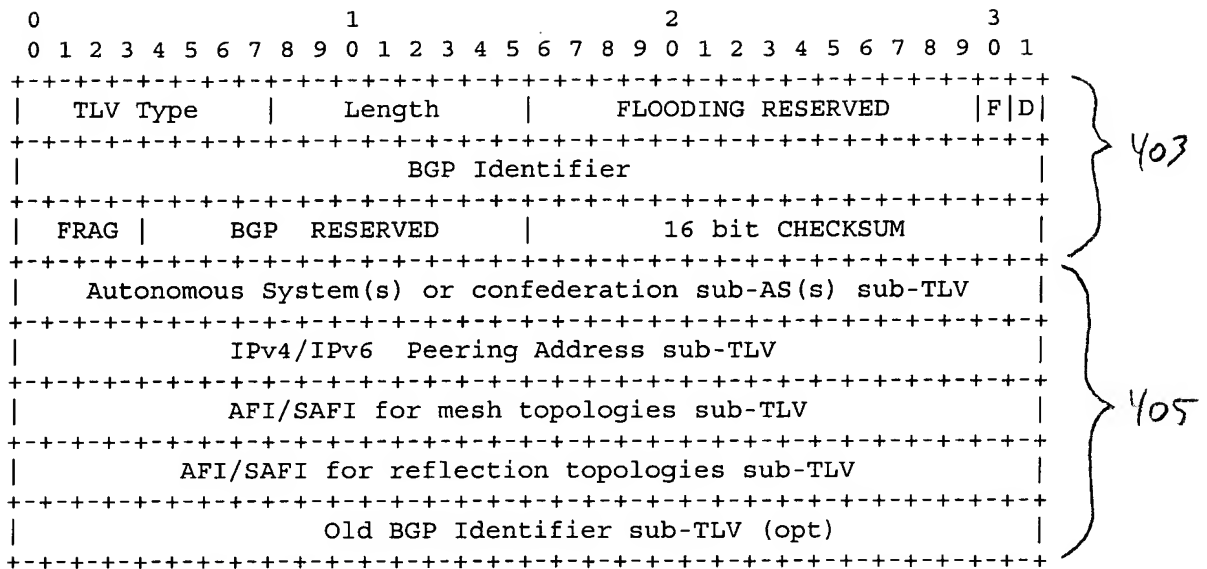 0                   1                   2                   3
0 1 2 3 4 5 6 7 8 9 0 1 2 3 4 5 6 7 8 9 0 1 2 3 4 5 6 7 8 9 0 1
+-+-+-+-+-+-+-+-+-+-+-+-+-+-+-+-+-+-+-+-+-+-+-+-+-+-+-+-+-+-+-+-+
| TLV Type | Length | FLOODING RESERVED |F|D|
+-+-+-+-+-+-+-+-+-+-+-+-+-+-+-+-+-+-+-+-+-+-+-+-+-+-+-+-+-+-+-+-+
| BGP Identifier | 403
+-+-+-+-+-+-+-+-+-+-+-+-+-+-+-+-+-+-+-+-+-+-+-+-+-+-+-+-+-+-+-+-+
| FRAG | BGP RESERVED | 16 bit CHECKSUM |
+-+-+-+-+-+-+-+-+-+-+-+-+-+-+-+-+-+-+-+-+-+-+-+-+-+-+-+-+-+-+-+-+
| Autonomous System(s) or confederation sub-AS(s) sub-TLV |
+-+-+-+-+-+-+-+-+-+-+-+-+-+-+-+-+-+-+-+-+-+-+-+-+-+-+-+-+-+-+-+-+
| IPv4/IPv6 Peering Address sub-TLV |
+-+-+-+-+-+-+-+-+-+-+-+-+-+-+-+-+-+-+-+-+-+-+-+-+-+-+-+-+-+-+-+-+
| AFI/SAFI for mesh topologies sub-TLV | 405
+-+-+-+-+-+-+-+-+-+-+-+-+-+-+-+-+-+-+-+-+-+-+-+-+-+-+-+-+-+-+-+-+
| AFI/SAFI for reflection topologies sub-TLV |
+-+-+-+-+-+-+-+-+-+-+-+-+-+-+-+-+-+-+-+-+-+-+-+-+-+-+-+-+-+-+-+-+
| Old BGP Identifier sub-TLV (opt) |
+-+-+-+-+-+-+-+-+-+-+-+-+-+-+-+-+-+-+-+-+-+-+-+-+-+-+-+-+-+-+-+-+